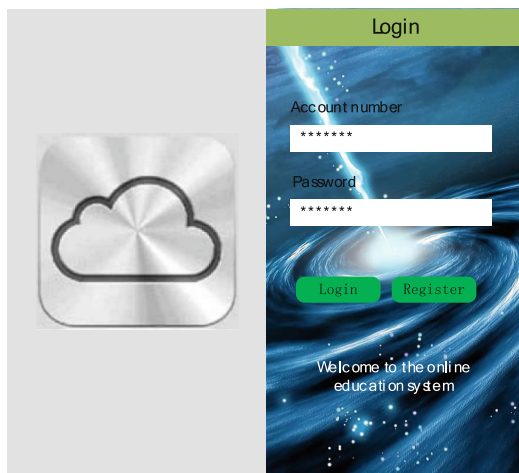 Login
Account number
*******
Password
*******
Login Register
Welcome to the online
education system